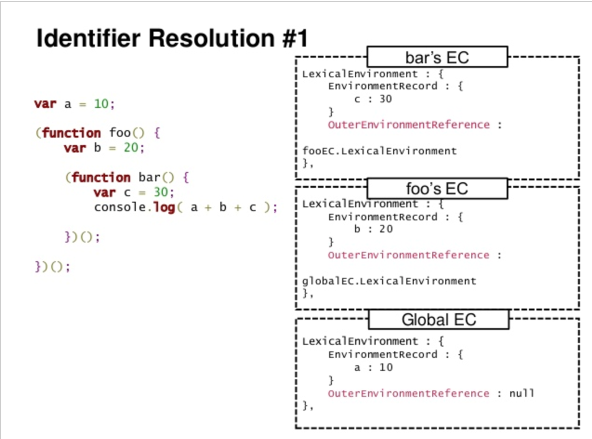 Identifier Resolution #1
var a = 10;
(function foo() {
var b = 20;
(function bar() {
var c = 30;
console.log( a + b + c );
})();
})();
bar's EC
LexicalEnvironment : {
EnvironmentRecord : {
c : 30
}
OuterEnvironmentReference :
fooEC.LexicalEnvironment
},
foo's EC
LexicalEnvironment : {
EnvironmentRecord : {
b : 20
}
OuterEnvironmentReference :
globalEC.LexicalEnvironment
},
Global EC
LexicalEnvironment : {
EnvironmentRecord : {
a : 10
}
OuterEnvironmentReference : null
},